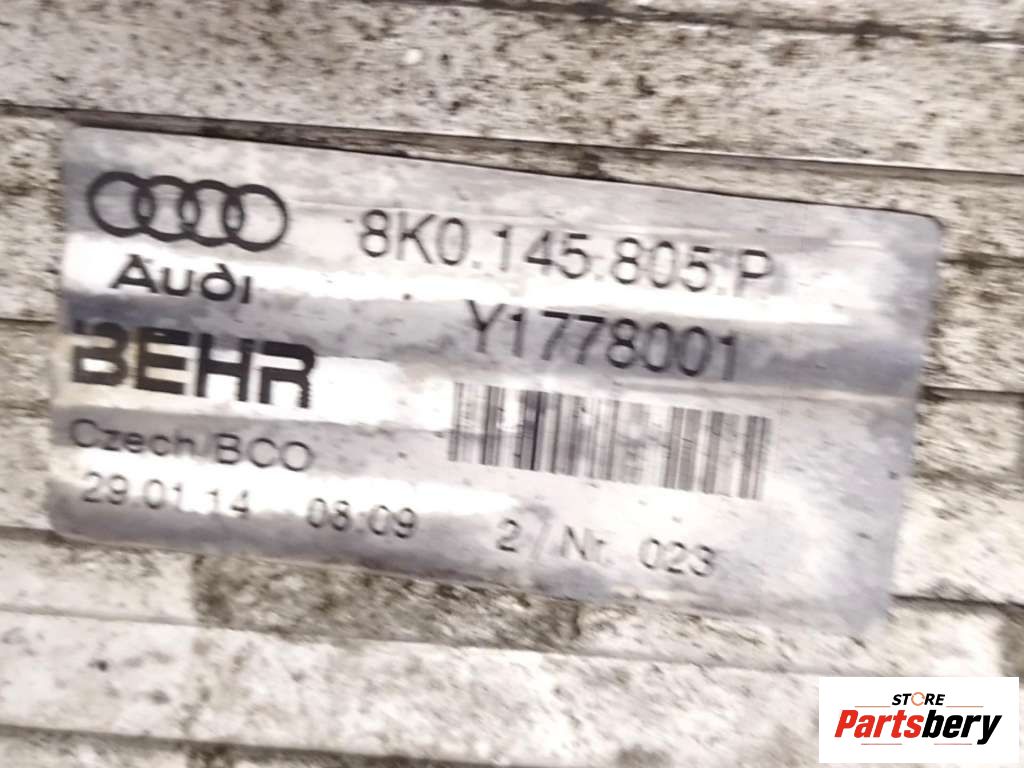 8K0.145.805.P
Audi
Y1778001
BEHR
Czech/BCO
29.01.14 08:09 2 / Nr. 023
STORE
Partsbery